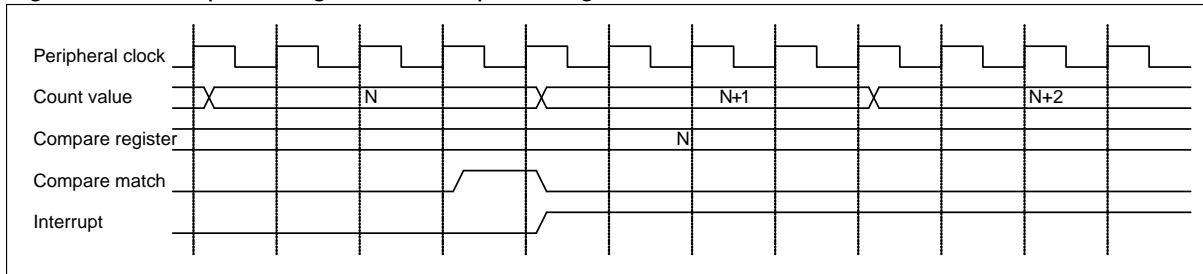 Peripheral clock
Count value N N+1 N+2
Compare register N
Compare match
Interrupt